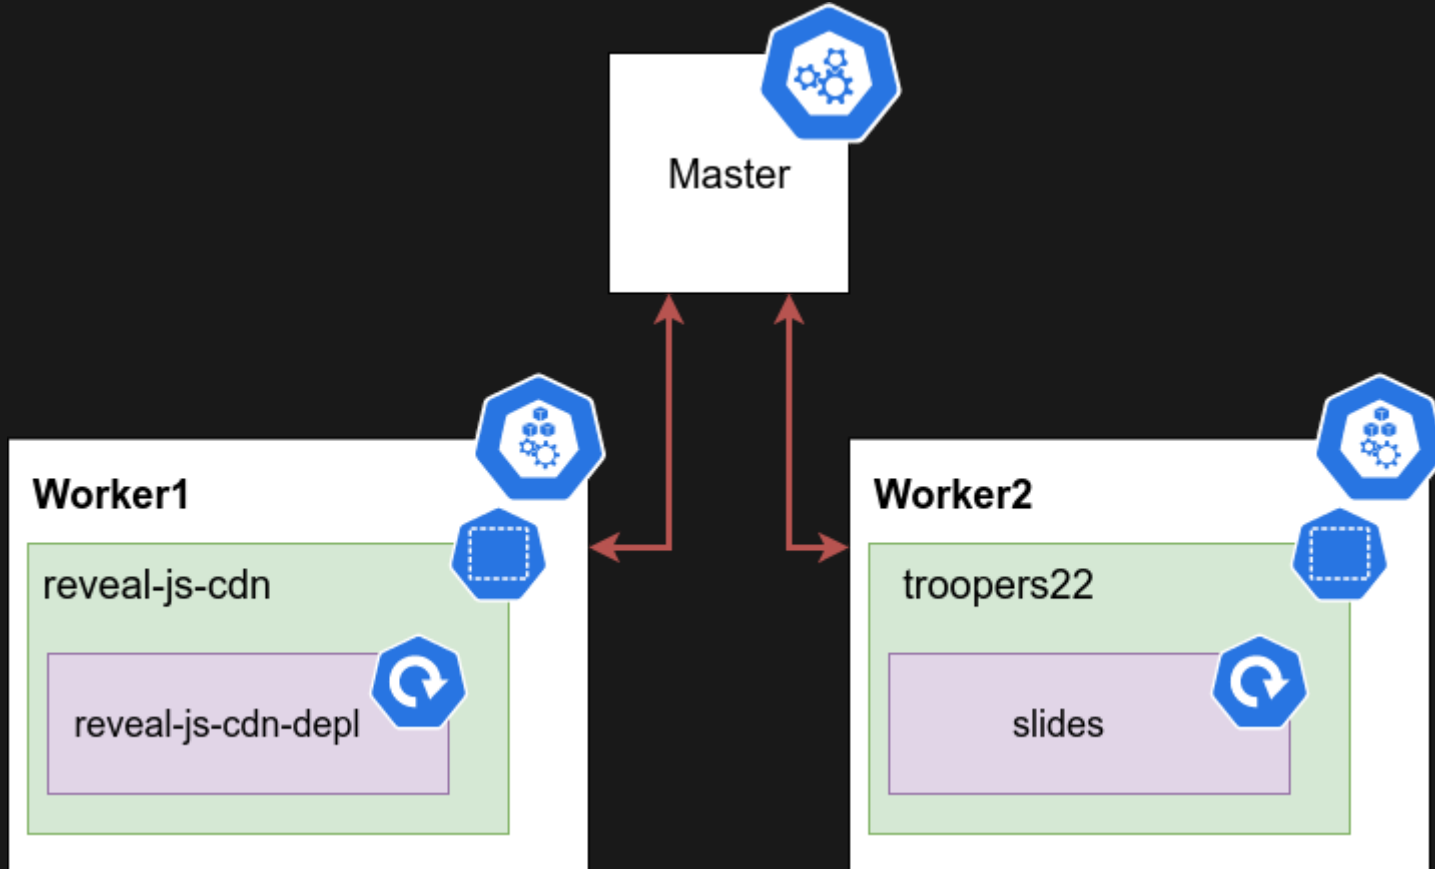 Master
Worker1
reveal-js-cdn
reveal-js-cdn-depl
Worker2
troopers22
slides